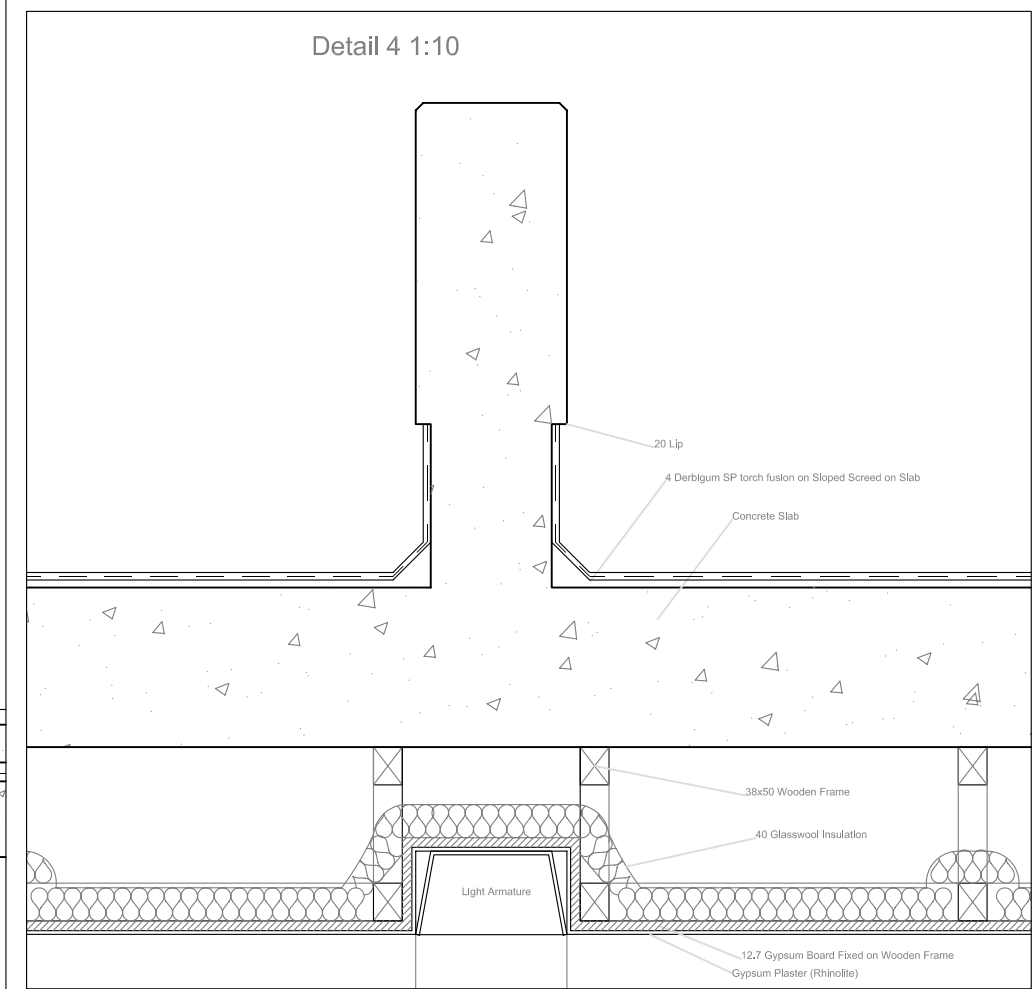 Detail 4 1:10
20 Lip
4 Derbigum SP torch fusion on Sloped Screed on Slab
Concrete Slab
38x50 Wooden Frame
40 Glasswool Insulation
Light Armature
12.7 Gypsum Board Fixed on Wooden Frame
Gypsum Plaster (Rhinolite)